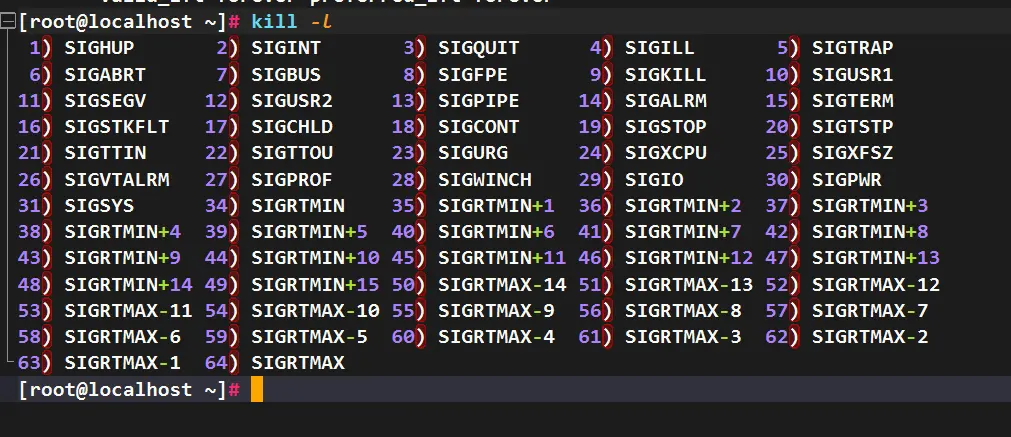 [root@localhost ~]# kill -l
1) SIGHUP 2) SIGINT 3) SIGQUIT 4) SIGILL 5) SIGTRAP
6) SIGABRT 7) SIGBUS 8) SIGFPE 9) SIGKILL 10) SIGUSR1
11) SIGSEGV 12) SIGUSR2 13) SIGPIPE 14) SIGALRM 15) SIGTERM
16) SIGSTKFLT 17) SIGCHLD 18) SIGCONT 19) SIGSTOP 20) SIGTSTP
21) SIGTTIN 22) SIGTTOU 23) SIGURG 24) SIGXCPU 25) SIGXFSZ
26) SIGVTALRM 27) SIGPROF 28) SIGWINCH 29) SIGIO 30) SIGPWR
31) SIGSYS 34) SIGRTMIN 35) SIGRTMIN+1 36) SIGRTMIN+2 37) SIGRTMIN+3
38) SIGRTMIN+4 39) SIGRTMIN+5 40) SIGRTMIN+6 41) SIGRTMIN+7 42) SIGRTMIN+8
43) SIGRTMIN+9 44) SIGRTMIN+10 45) SIGRTMIN+11 46) SIGRTMIN+12 47) SIGRTMIN+13
48) SIGRTMIN+14 49) SIGRTMIN+15 50) SIGRTMAX-14 51) SIGRTMAX-13 52) SIGRTMAX-12
53) SIGRTMAX-11 54) SIGRTMAX-10 55) SIGRTMAX-9 56) SIGRTMAX-8 57) SIGRTMAX-7
58) SIGRTMAX-6 59) SIGRTMAX-5 60) SIGRTMAX-4 61) SIGRTMAX-3 62) SIGRTMAX-2
63) SIGRTMAX-1 64) SIGRTMAX
[root@localhost ~]#